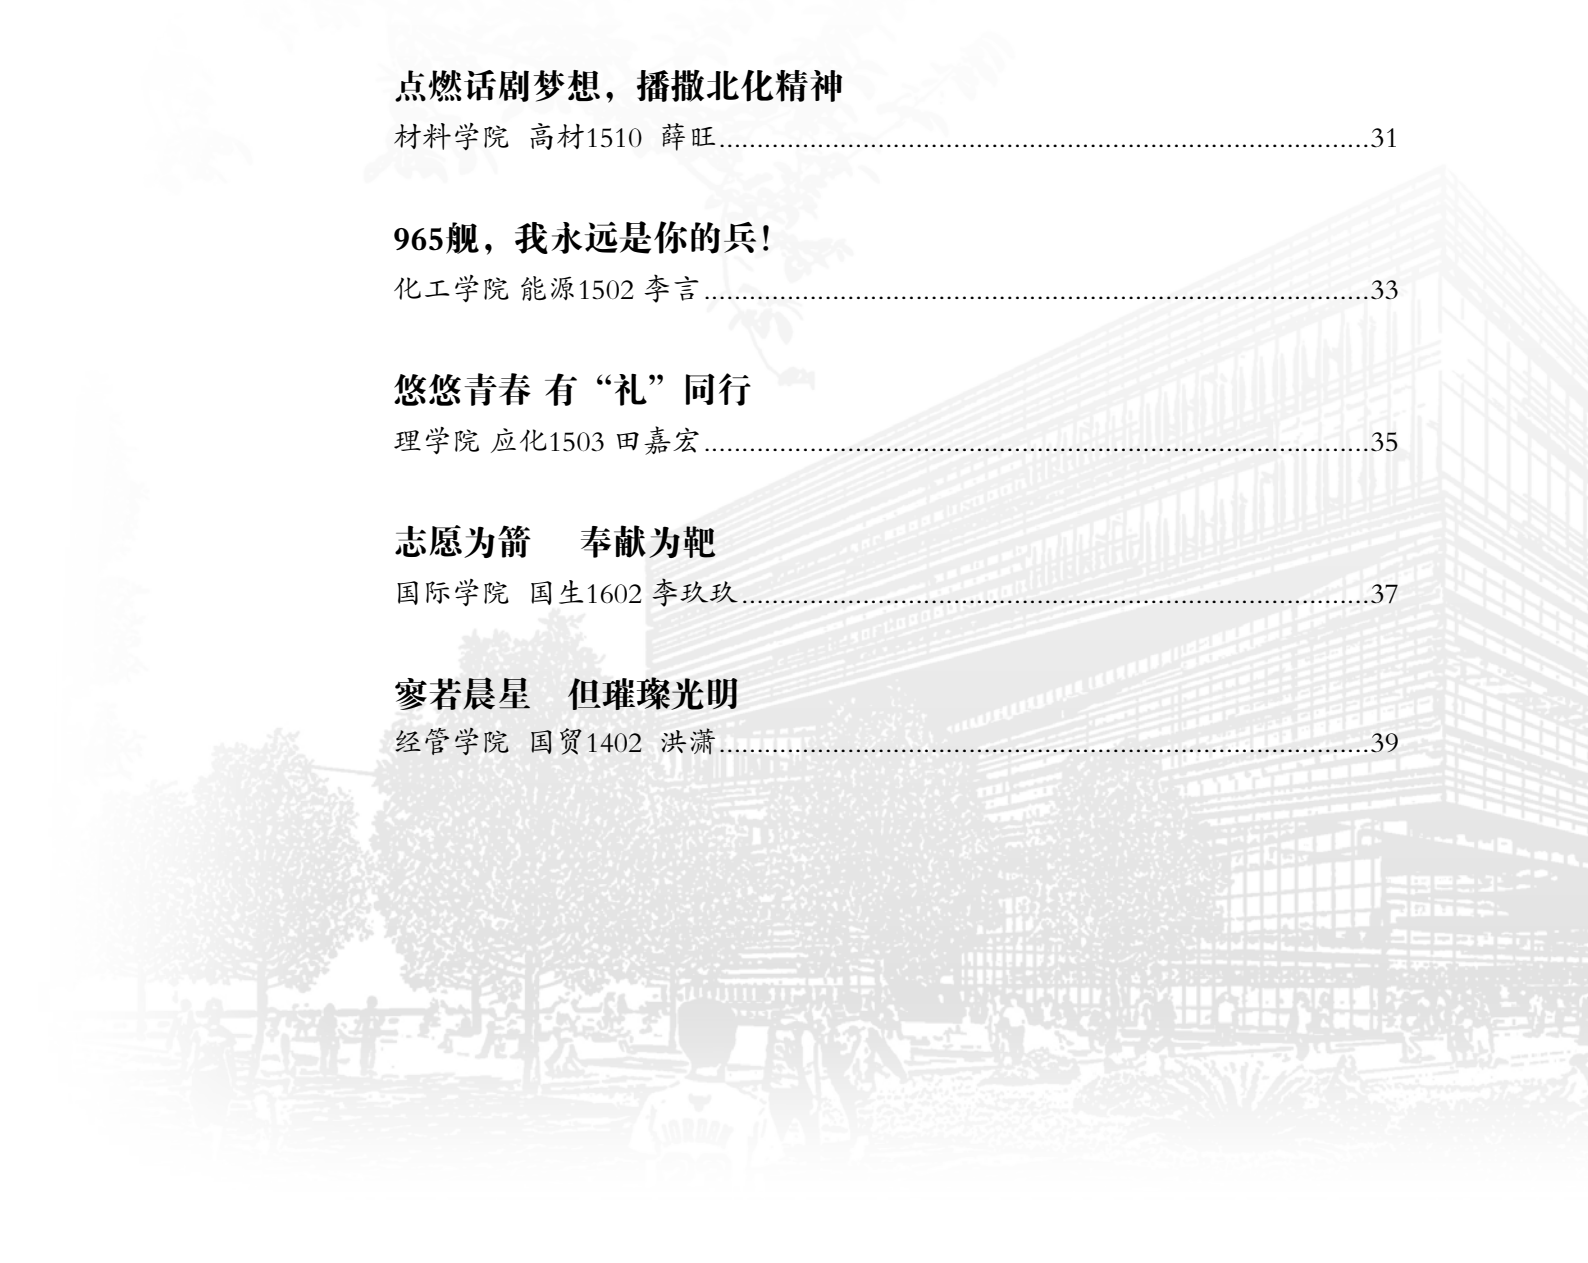 点燃话剧梦想，播撒北化精神
材料学院 高材1510 薛旺........................................................................................31
965舰，我永远是你的兵！
化工学院 能源1502 李言..........................................................................................33
悠悠青春 有“礼”同行
理学院 应化1503 田嘉宏..........................................................................................35
志愿为箭 奉献为靶
国际学院 国生1602 李玖玖.....................................................................................37
寥若晨星 但璀璨光明
经管学院 国贸1402 洪潇........................................................................................39
JORDAN